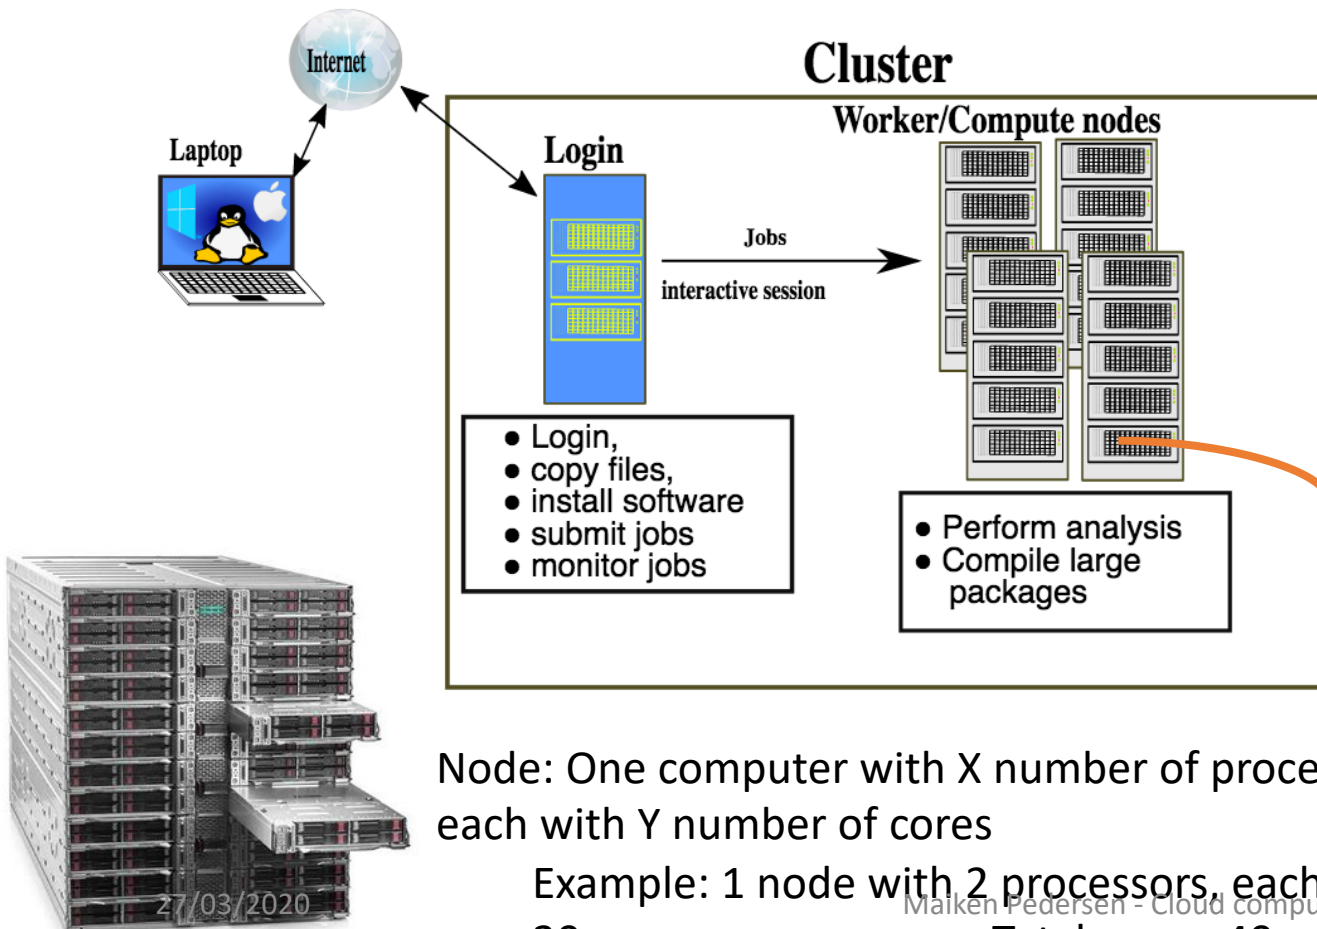 Cluster
Internet
Worker/Compute nodes
Laptop
Login
Jobs
interactive session
● Login,
● copy files,
● install software
● submit jobs
● monitor jobs
● Perform analysis
● Compile large
packages
Node: One computer with X number of proce
each with Y number of cores
Example: 1 node with 2 processors, each
27/03/2020
Maiken Pedersen - Cloud compu